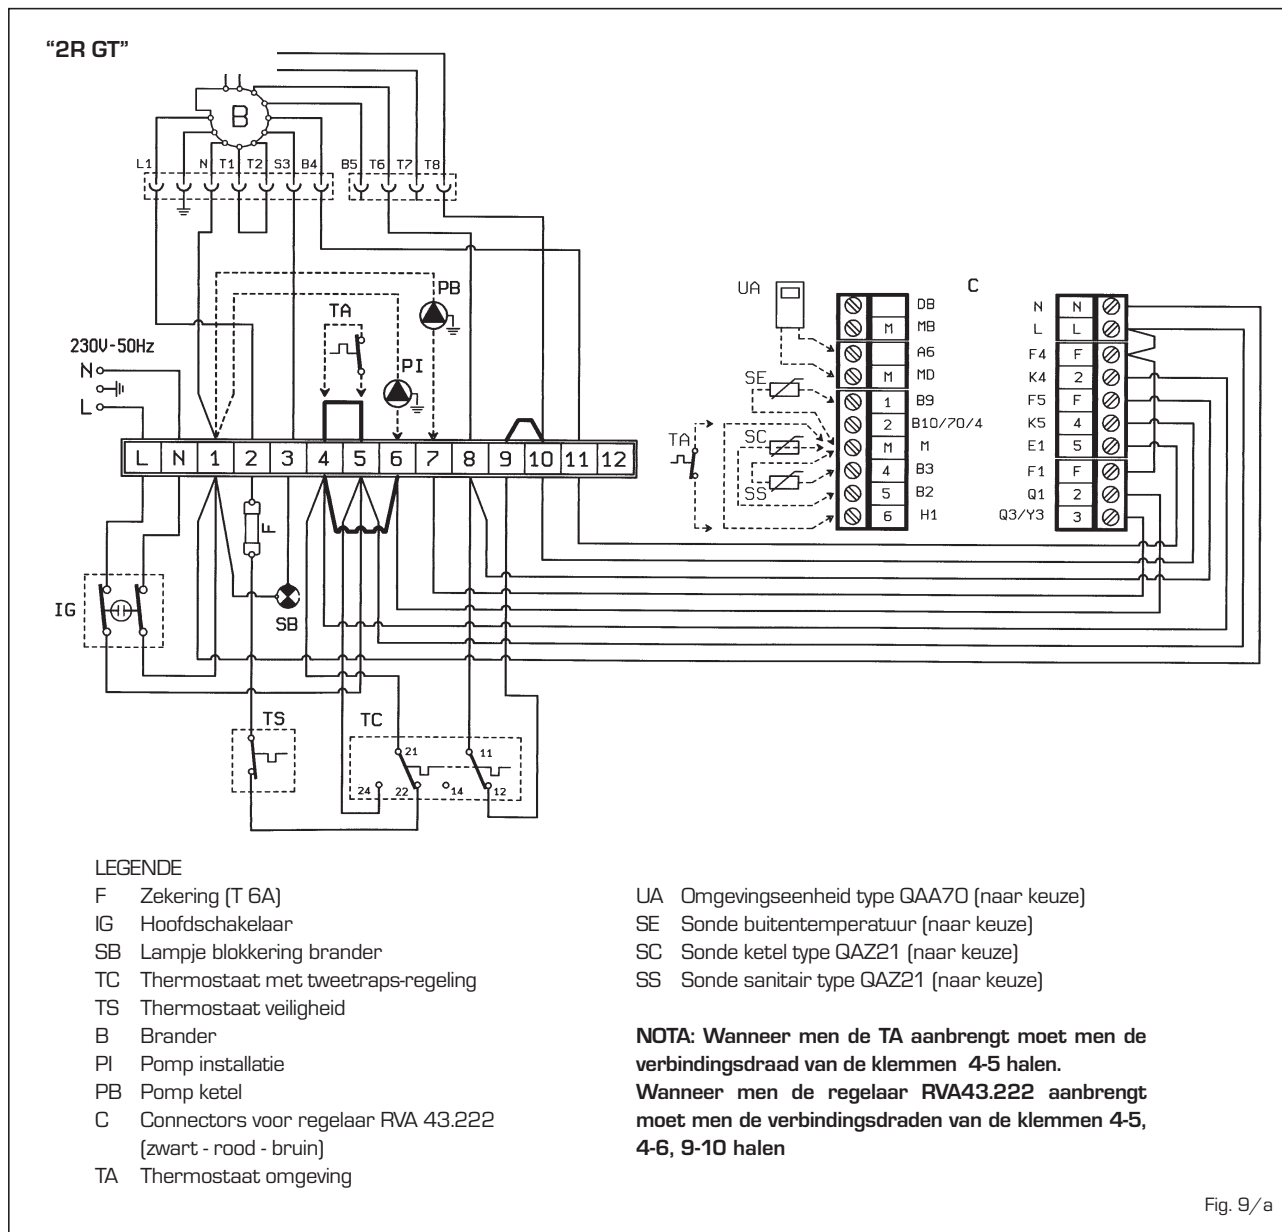 “2R GT”
B
L1 N T1 T2 S3 B4 B5 T6 T7 T8
PB
TA
PI
230V-50Hz
N
L
L N 1 2 3 4 5 6 7 8 9 10 11 12
F
IG
SB
TS
TC
21 11
24 22 14 12
UA
SE
SC
TA
SS
C
DB
M MB
A6
M MD
1 B9
2 B10/70/4
M M
4 B3
5 B2
6 H1
N N
L L
F4 F
K4 2
F5 F
K5 4
E1 5
F1 F
Q1 2
Q3/Y3 3
LEGENDE
F Zekering (T 6A)
IG Hoofdschakelaar
SB Lampje blokkering brander
TC Thermostaat met tweetraps-regeling
TS Thermostaat veiligheid
B Brander
PI Pomp installatie
PB Pomp ketel
C Connectors voor regelaar RVA 43.222
(zwart - rood - bruin)
TA Thermostaat omgeving
UA Omgevingseenheid type QAA70 (naar keuze)
SE Sonde buitentemperatuur (naar keuze)
SC Sonde ketel type QAZ21 (naar keuze)
SS Sonde sanitair type QAZ21 (naar keuze)
NOTA: Wanneer men de TA aanbrengt moet men de
verbindingsdraad van de klemmen 4-5 halen.
Wanneer men de regelaar RVA43.222 aanbrengt
moet men de verbindingsdraden van de klemmen 4-5,
4-6, 9-10 halen
Fig. 9/a